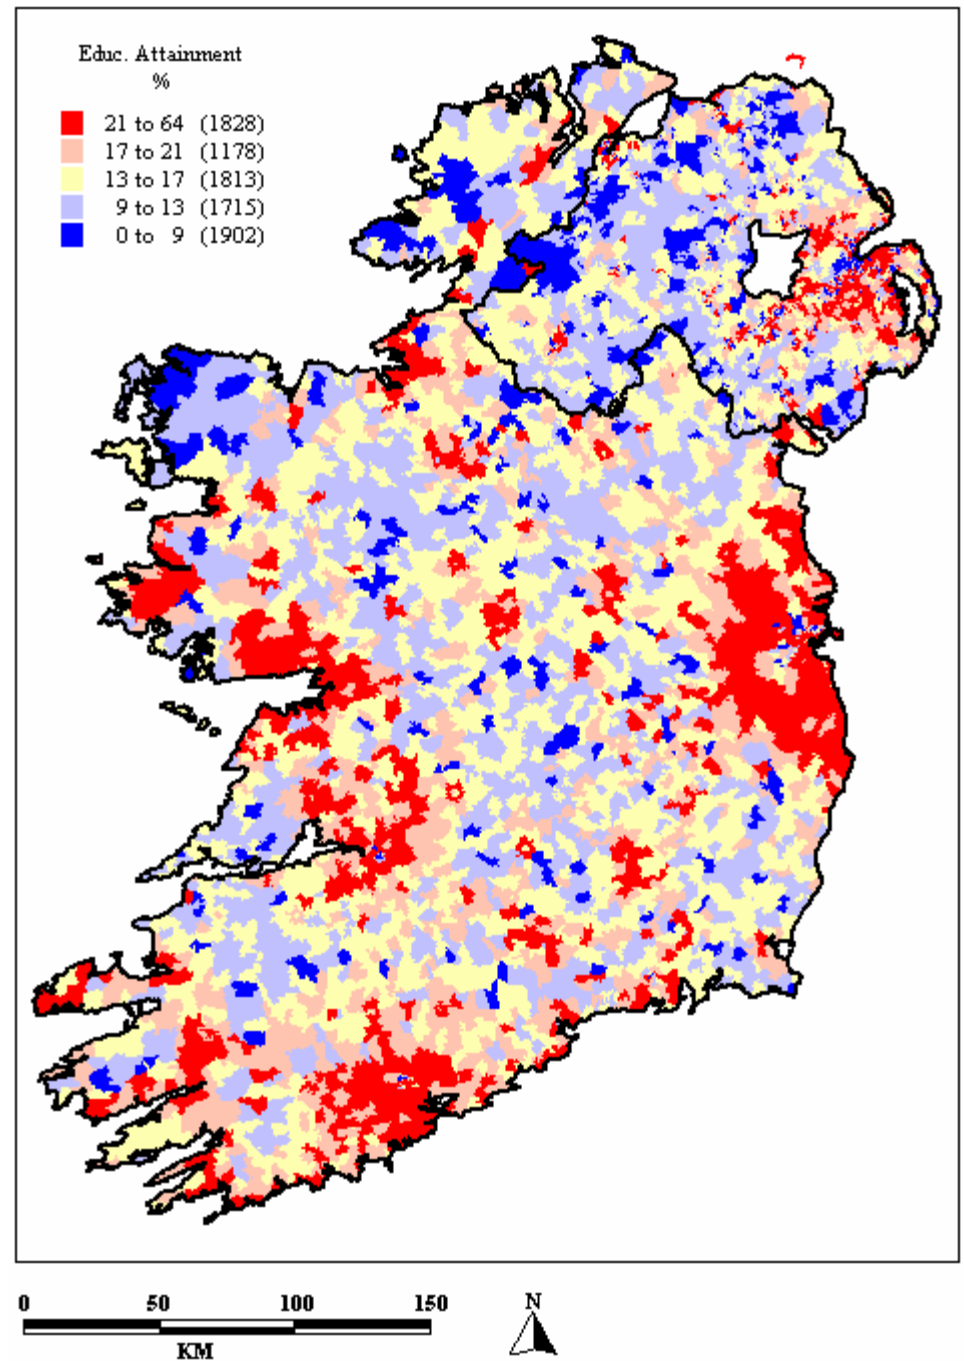 Educ. Attainment
%
21 to 64 (1828)
17 to 21 (1178)
13 to 17 (1813)
9 to 13 (1715)
0 to 9 (1902)
0 50 100 150
KM
N